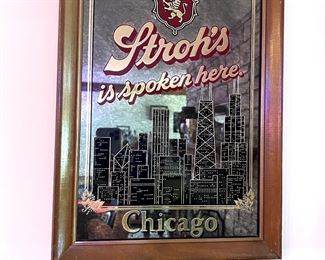 Stroh's
is spoken here.
Chicago